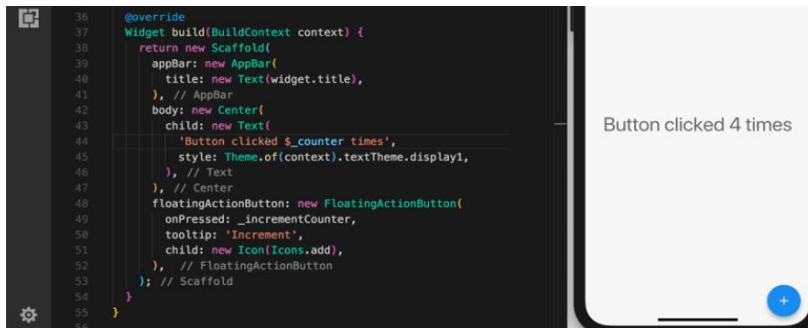 36 @override
37 Widget build(BuildContext context) {
38 return new Scaffold(
39 appBar: new AppBar(
40 title: new Text(widget.title),
41 ), // AppBar
42 body: new Center(
43 child: new Text(
44 'Button clicked $_counter times',
45 style: Theme.of(context).textTheme.display1,
46 ), // Text
47 ), // Center
48 floatingActionButton: new FloatingActionButton(
49 onPressed: _incrementCounter,
50 tooltip: 'Increment',
51 child: new Icon(Icons.add),
52 ), // FloatingActionButton
53 ); // Scaffold
54 }
55 }
56
Button clicked 4 times
+